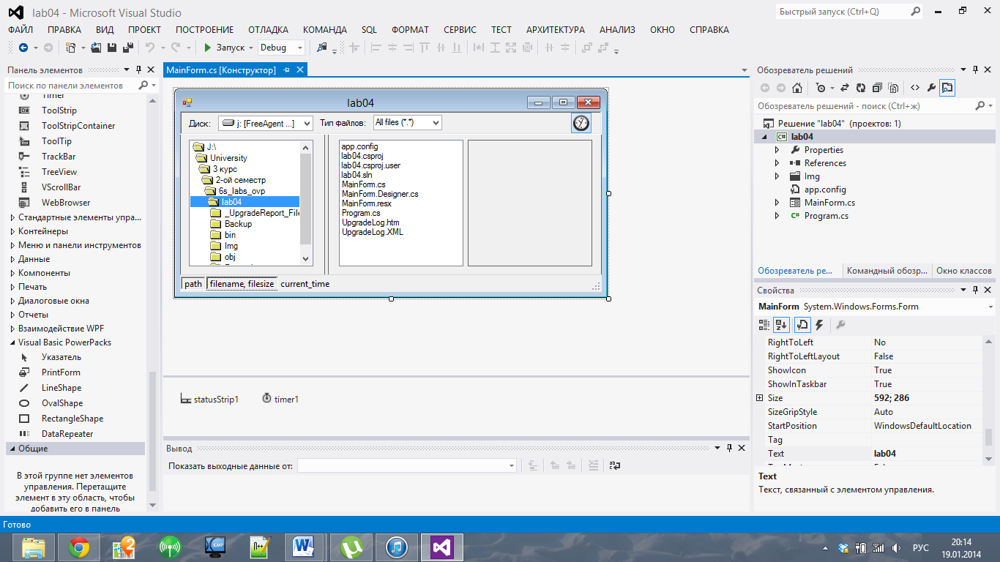 lab04 - Microsoft Visual Studio
Быстрый запуск (Ctrl+Q)
ФАЙЛ ПРАВКА ВИД ПРОЕКТ ПОСТРОЕНИЕ ОТЛАДКА КОМАНДА SQL ФОРМАТ СЕРВИС ТЕСТ АРХИТЕКТУРА АНАЛИЗ ОКНО СПРАВКА
Запуск Debug
Панель элементов
Поиск по панели элементов
Timer
ToolStrip
ToolStripContainer
ToolTip
TrackBar
TreeView
VScrollBar
WebBrowser
Стандартные элементы упра...
Контейнеры
Меню и панели инструментов
Данные
Компоненты
Печать
Диалоговые окна
Отчеты
Взаимодействие WPF
Visual Basic PowerPacks
Указатель
PrintForm
LineShape
OvalShape
RectangleShape
DataRepeater
Общие
В этой группе нет элементов
управления. Перетащите
элемент в эту область, чтобы
добавить его в панель
MainForm.cs [Конструктор]
lab04
Диск: j: [FreeAgent ...] Тип файлов: All files (*.*)
J:\
University
3 курс
2-ой семестр
6s_labs_ovp
lab04
_UpgradeReport_File
Backup
bin
Img
obj
app.config
lab04.csproj
lab04.csproj.user
lab04.sln
MainForm.cs
MainForm.Designer.cs
MainForm.resx
Program.cs
UpgradeLog.htm
UpgradeLog.XML
path filename, filesize current_time
statusStrip1 timer1
Вывод
Показать выходные данные от:
Обозреватель решений
Обозреватель решений - поиск (Ctrl+ж)
Решение "lab04" (проектов: 1)
lab04
Properties
References
Img
app.config
MainForm.cs
Program.cs
Обозреватель ре... Командный обозр... Окно классов
Свойства
MainForm System.Windows.Forms.Form
RightToLeft No
RightToLeftLayout False
ShowIcon True
ShowInTaskbar True
Size 592; 286
SizeGripStyle Auto
StartPosition WindowsDefaultLocation
Tag
Text lab04
Text
Текст, связанный с элементом управления.
Готово
РУС
20:14
19.01.2014